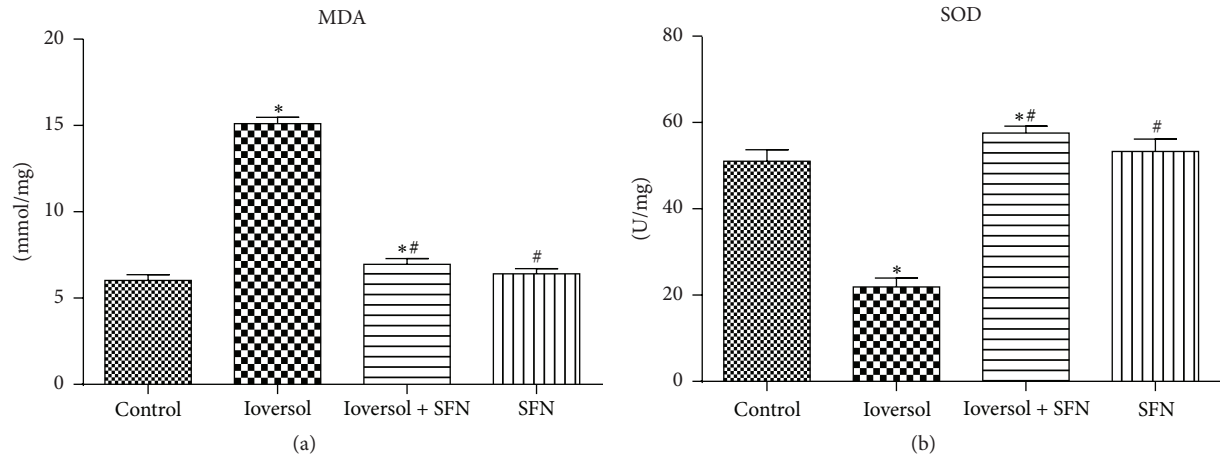 MDA
20
15
10
5
0
(mmol/mg)
*
*#
#
Control Ioversol Ioversol + SFN SFN
(a)
SOD
80
60
40
20
0
(U/mg)
*
*#
#
Control Ioversol Ioversol + SFN SFN
(b)